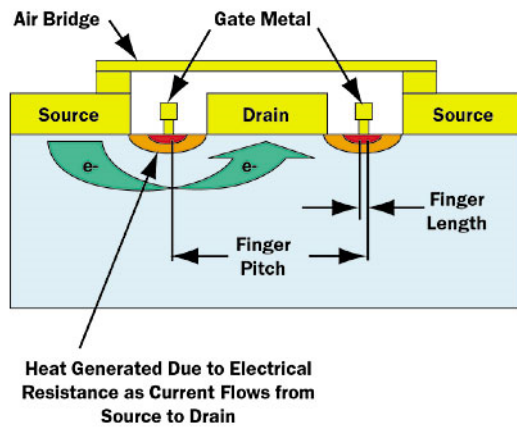 Air Bridge
Gate Metal
Source
Drain
Source
e-
e-
Finger
Length
Finger
Pitch
Heat Generated Due to Electrical
Resistance as Current Flows from
Source to Drain